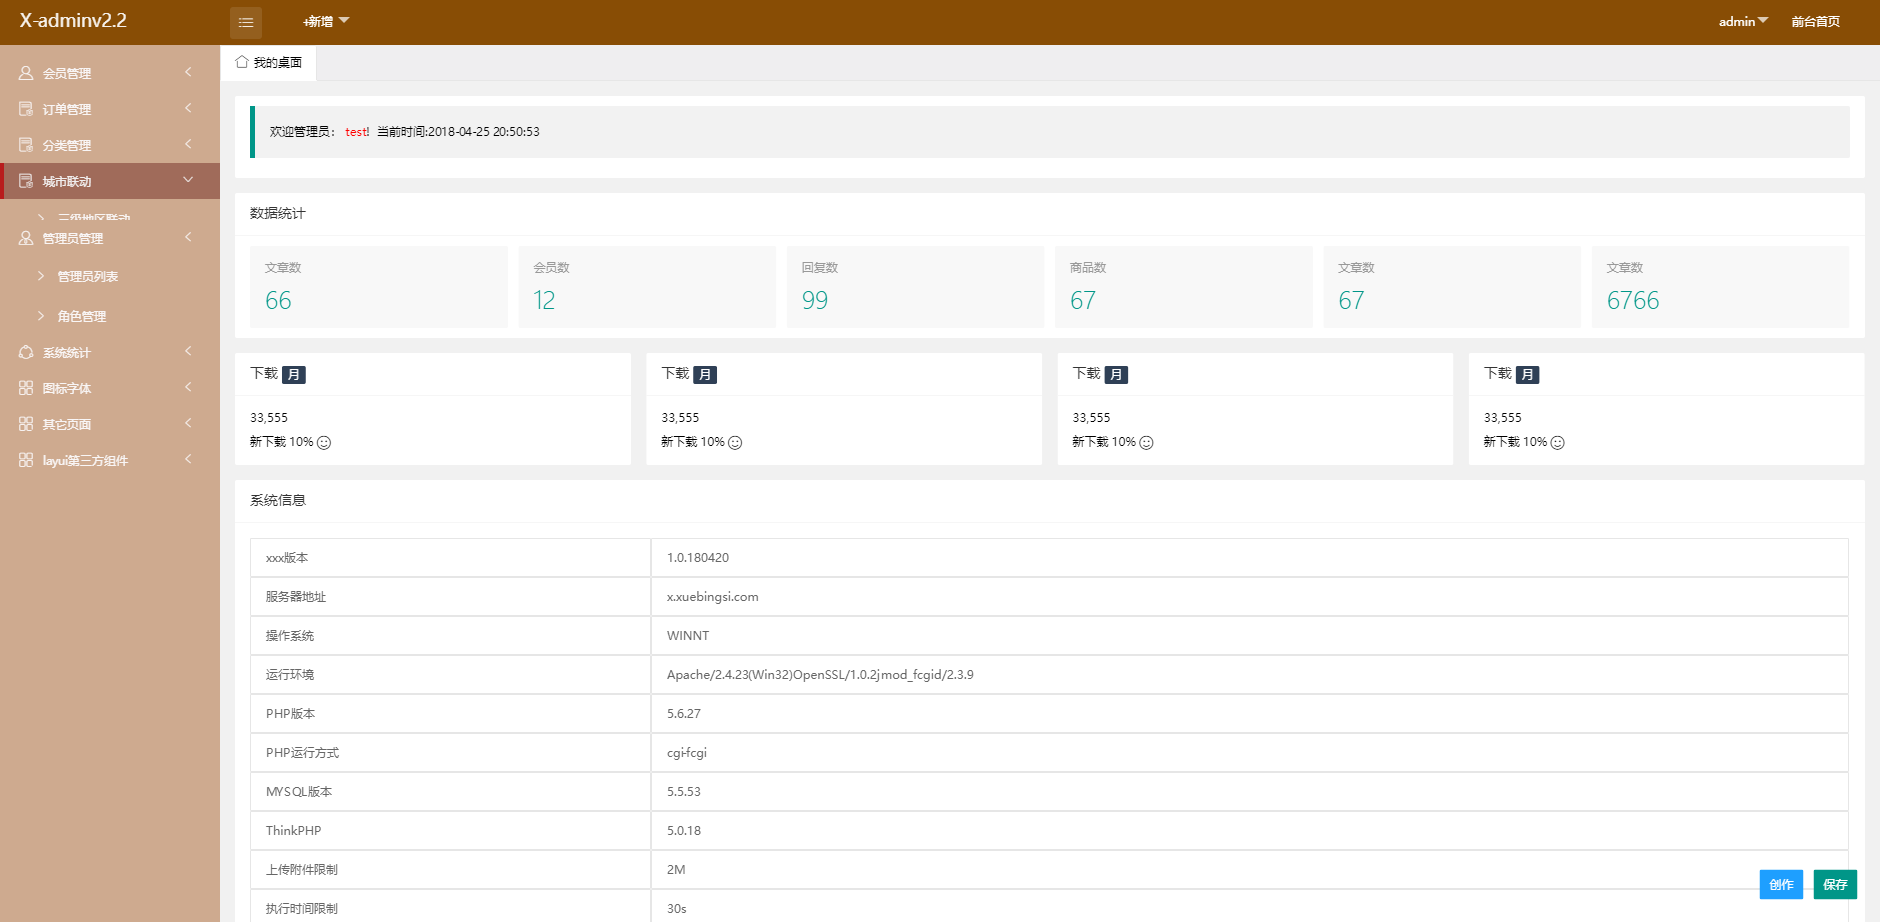 X-adminv2.2
+新增
admin
前台首页
会员管理
订单管理
分类管理
城市联动
三级地区联动
管理员管理
管理员列表
角色管理
系统统计
图标字体
其它页面
layui第三方组件
我的桌面
欢迎管理员： test! 当前时间:2018-04-25 20:50:53
数据统计
文章数 会员数 回复数 商品数 文章数 文章数
66 12 99 67 67 6766
下载 月 下载 月 下载 月 下载 月
33,555 33,555 33,555 33,555
新下载 10% 新下载 10% 新下载 10% 新下载 10%
系统信息
xxx版本 1.0.180420
服务器地址 x.xuebingsi.com
操作系统 WINNT
运行环境 Apache/2.4.23(Win32)OpenSSL/1.0.2jmod_fcgid/2.3.9
PHP版本 5.6.27
PHP运行方式 cgi-fcgi
MYSQL版本 5.5.53
ThinkPHP 5.0.18
上传附件限制 2M
执行时间限制 30s
创作 保存